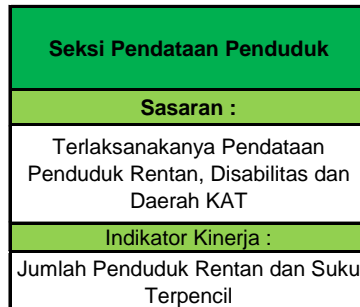 Seksi Pendataan Penduduk
Sasaran :
Terlaksanakanya Pendataan
Penduduk Rentan, Disabilitas dan
Daerah KAT
Indikator Kinerja :
Jumlah Penduduk Rentan dan Suku
Terpencil